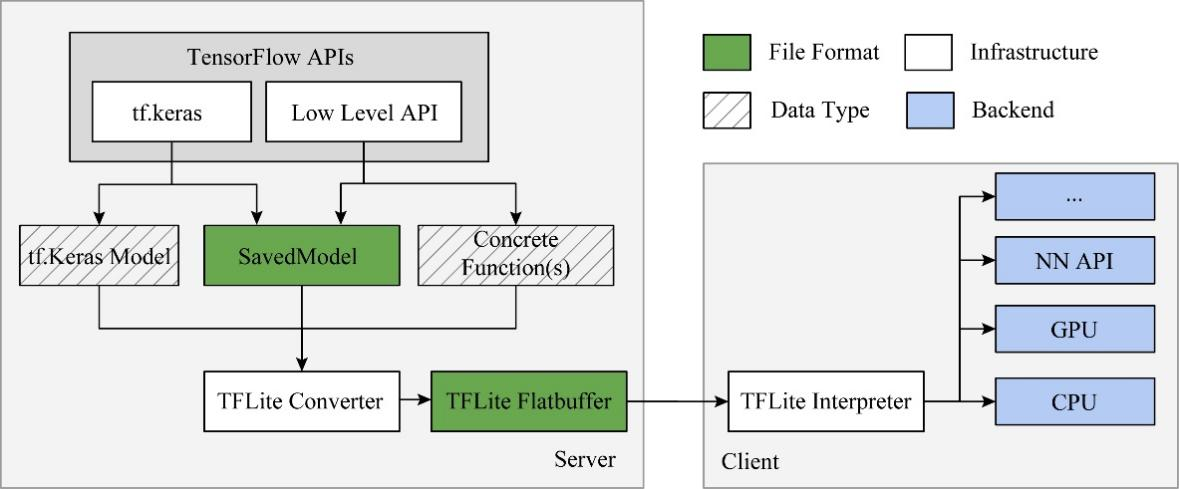 TensorFlow APIs
tf.keras
Low Level API
tf.Keras Model
SavedModel
Concrete
Function(s)
TFLite Converter
TFLite Flatbuffer
Server
File Format
Infrastructure
Data Type
Backend
...
NN API
GPU
TFLite Interpreter
CPU
Client